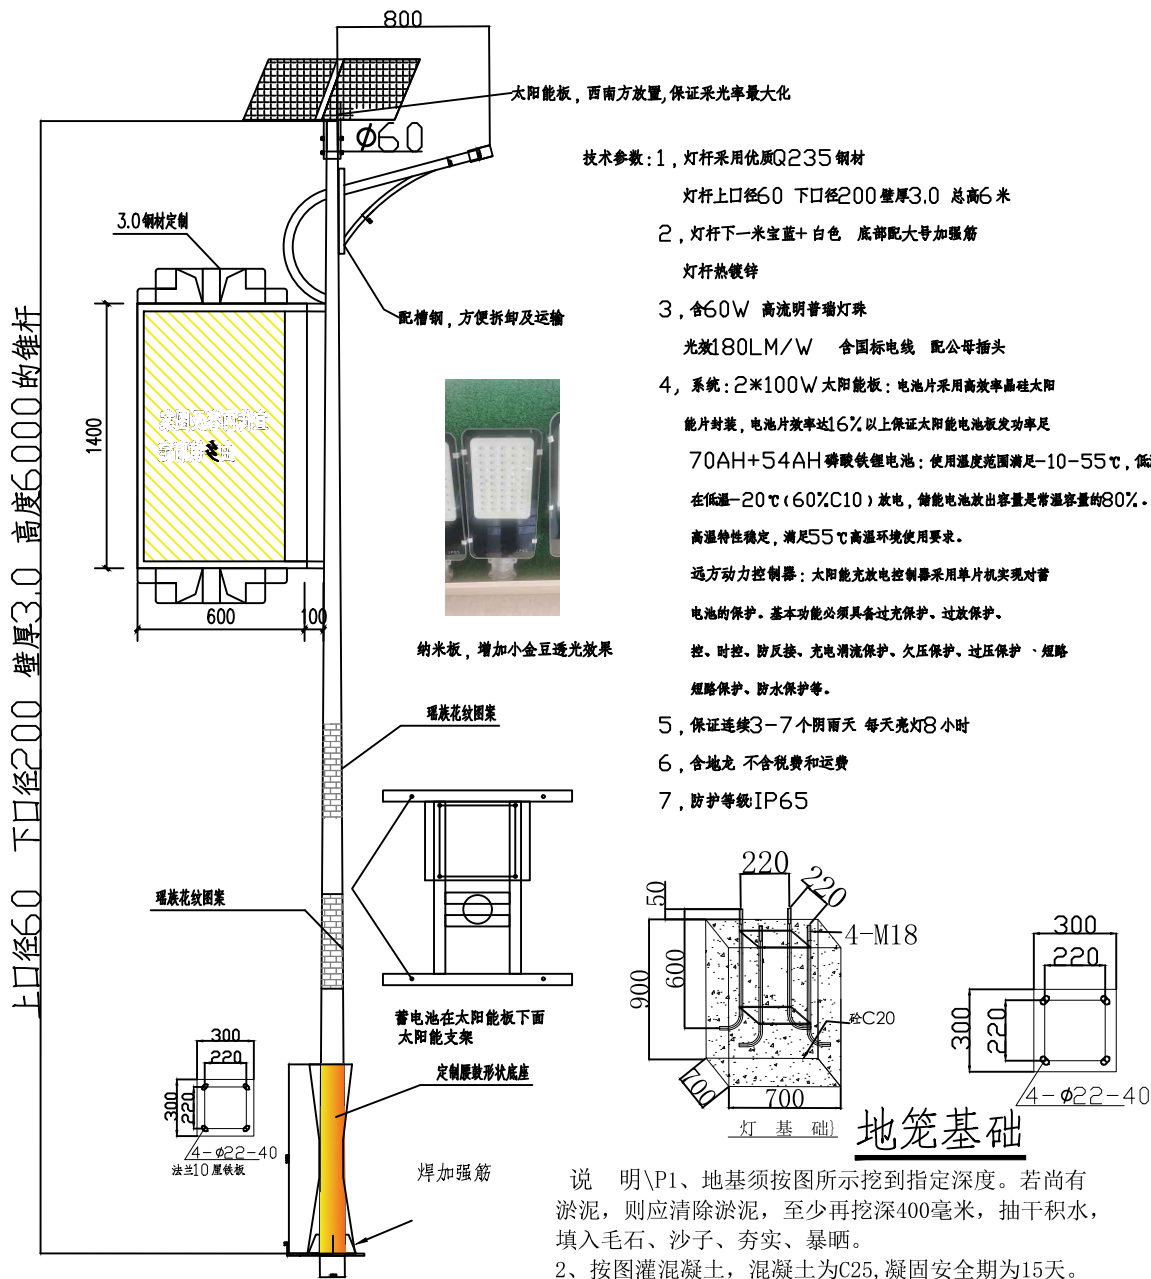 800
太阳能板，西南方放置,保证采光率最大化
ϕ60
3.0钢材定制
配槽钢，方便拆卸及运输
1400
600
100
上口径60 下口径200 壁厚3.0 高度6000的锥杆
纳米板，增加小金豆透光效果
瑶族花纹图案
瑶族花纹图案
蓄电池在太阳能板下面
太阳能支架
定制腰鼓形状底座
焊加强筋
300
220
300
220
4-ϕ22-40
法兰10厘铁板
技术参数:1，灯杆采用优质Q235钢材
灯杆上口径60 下口径200壁厚3.0 总高6米
2，灯杆下一米宝蓝+白色 底部配大号加强筋
灯杆热镀锌
3，含60W 高流明普瑞灯珠
光效180LM/W 含国标电线 配公母插头
4，系统:2*100W太阳能板:电池片采用高效率晶硅太阳
能片封装，电池片效率达16%以上保证太阳能电池板发功率足
70AH+54AH磷酸铁锂电池:使用温度范围满足-10-55℃，低
在低温-20℃(60%C10)放电，储能电池放出容量是常温容量的80%.
高温特性稳定，满足55℃高温环境使用要求。
远方动力控制器:太阳能充放电控制器采用单片机实现对蓄
电池的保护。基本功能必须具备过充保护、过放保护、
控、时控、防反接、充电涓流保护、欠压保护、过压保护 、短路
短路保护、防水保护等。
5，保证连续3-7个阴雨天 每天亮灯8小时
6，含地龙 不含税费和运费
7，防护等级IP65
220
220
50
4-M18
900
600
砼C20
700
700
灯 基 础}
300
220
300
220
4-ϕ22-40
地笼基础
说 明\P1、地基须按图所示挖到指定深度。若尚有
淤泥，则应清除淤泥，至少再挖深400毫米，抽干积水，
填入毛石、沙子、夯实、暴晒。
2、按图灌混凝土，混凝土为C25,凝固安全期为15天。